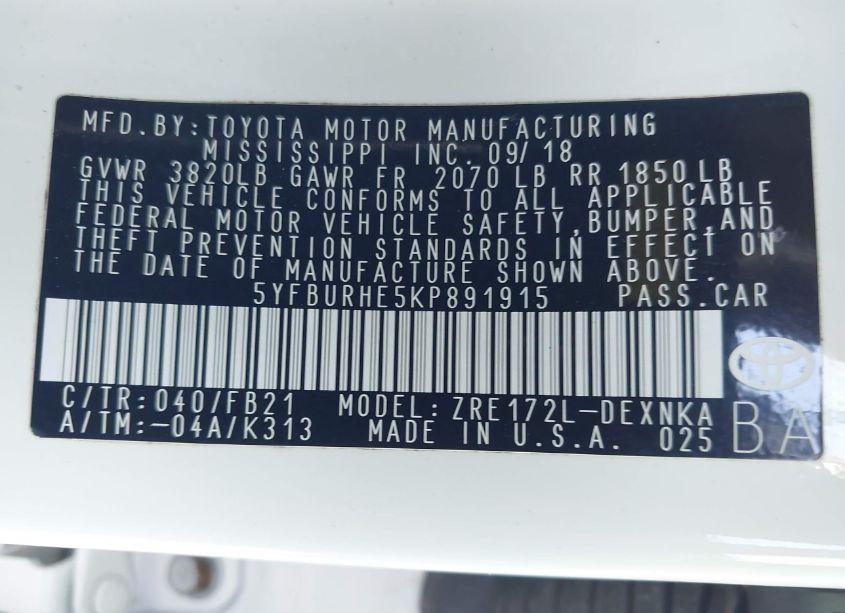 MFD.BY:TOYOTA MOTOR MANUFACTURING
MISSISSIPPI INC. 09/18
GVWR 3820LB GAWR FR 2070 LB RR 1850LB
THIS VEHICLE CONFORMS TO ALL APPLICABLE
FEDERAL MOTOR VEHICLE SAFETY,BUMPER,AND
THEFT PREVENTION STANDARDS IN EFFECT ON
THE DATE OF MANUFACTURE SHOWN ABOVE.
5YFBURHE5KP891915 PASS.CAR
C/TR:040/FB21 MODEL:ZRE172L-DEXNKA
A/TM:-04A/K313 MADE IN U.S.A. 025 BA